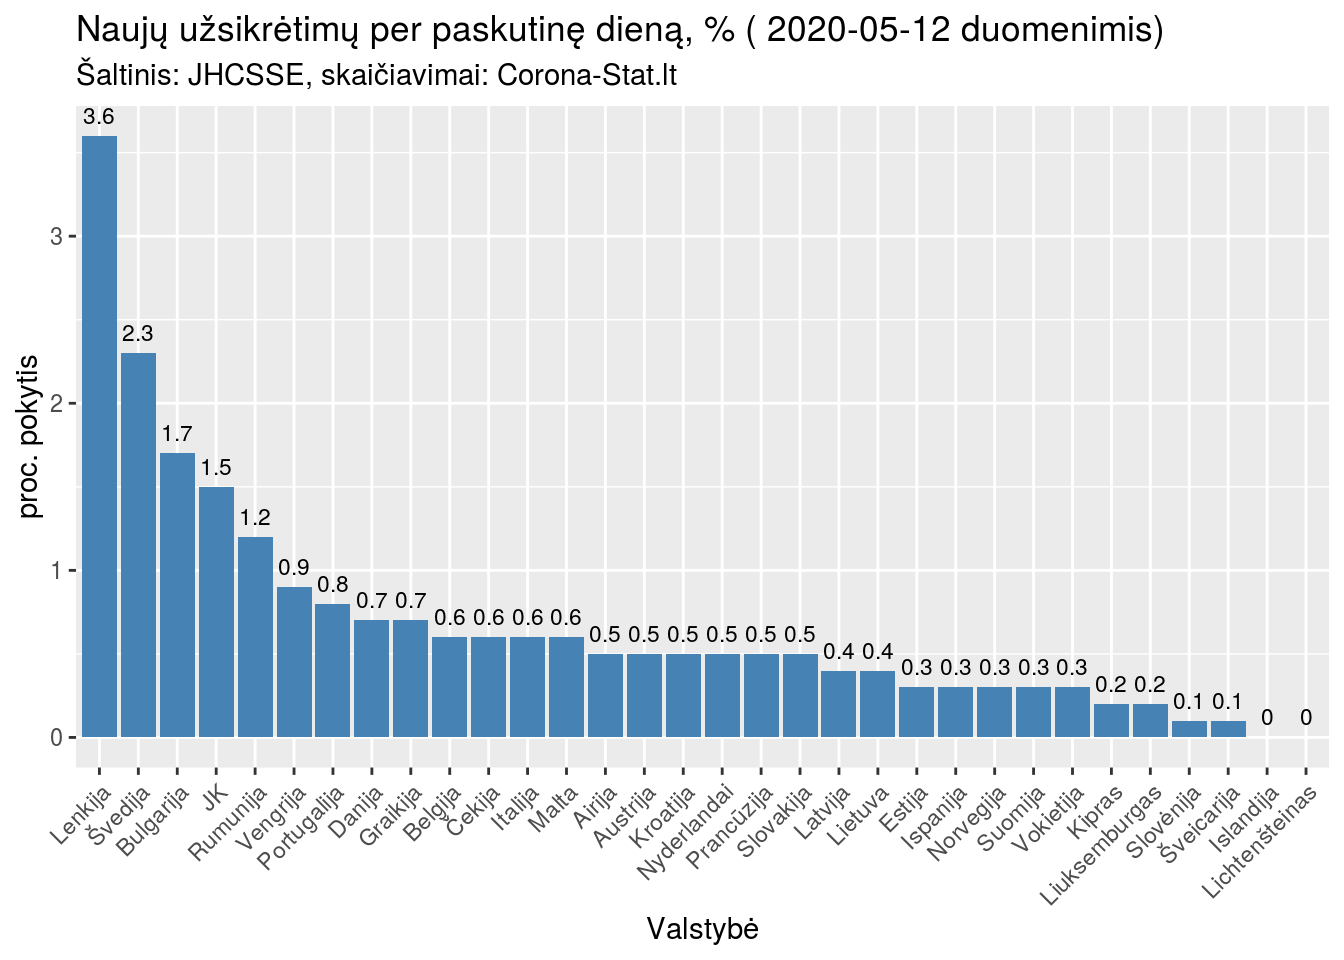 Naujų užsikrėtimų per paskutinę dieną, % ( 2020-05-12 duomenimis)
Šaltinis: JHCSSE, skaičiavimai: Corona-Stat.lt
proc. pokytis
3
2
1
0
3.6
2.3
1.7
1.5
1.2
0.9
0.8
0.7
0.7
0.6
0.6
0.6
0.6
0.5
0.5
0.5
0.5
0.5
0.5
0.4
0.4
0.3
0.3
0.3
0.3
0.3
0.2
0.2
0.1
0.1
0
0
Lenkija
Švedija
Bulgarija
JK
Rumunija
Vengrija
Portugalija
Danija
Graikija
Belgija
Čekija
Italija
Malta
Airija
Austrija
Kroatija
Nyderlandai
Prancūzija
Slovakija
Latvija
Lietuva
Estija
Ispanija
Norvegija
Suomija
Vokietija
Kipras
Liuksemburgas
Slovėnija
Šveicarija
Islandija
Lichtenšteinas
Valstybė